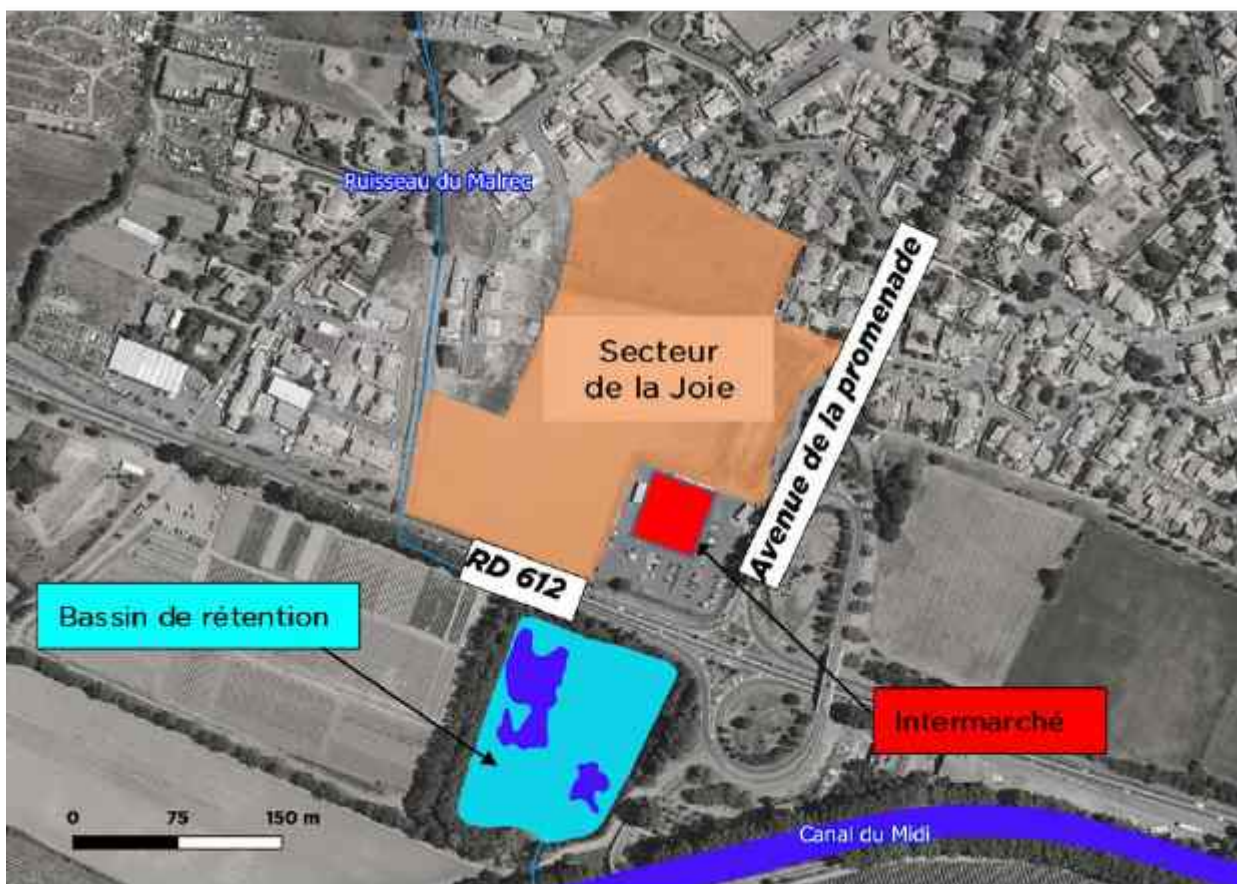 Ruisseau du Malrec
Secteur
de la Joie
Avenue de la promenade
RD 612
Bassin de rétention
Intermarché
0 75 150 m
Canal du Midi